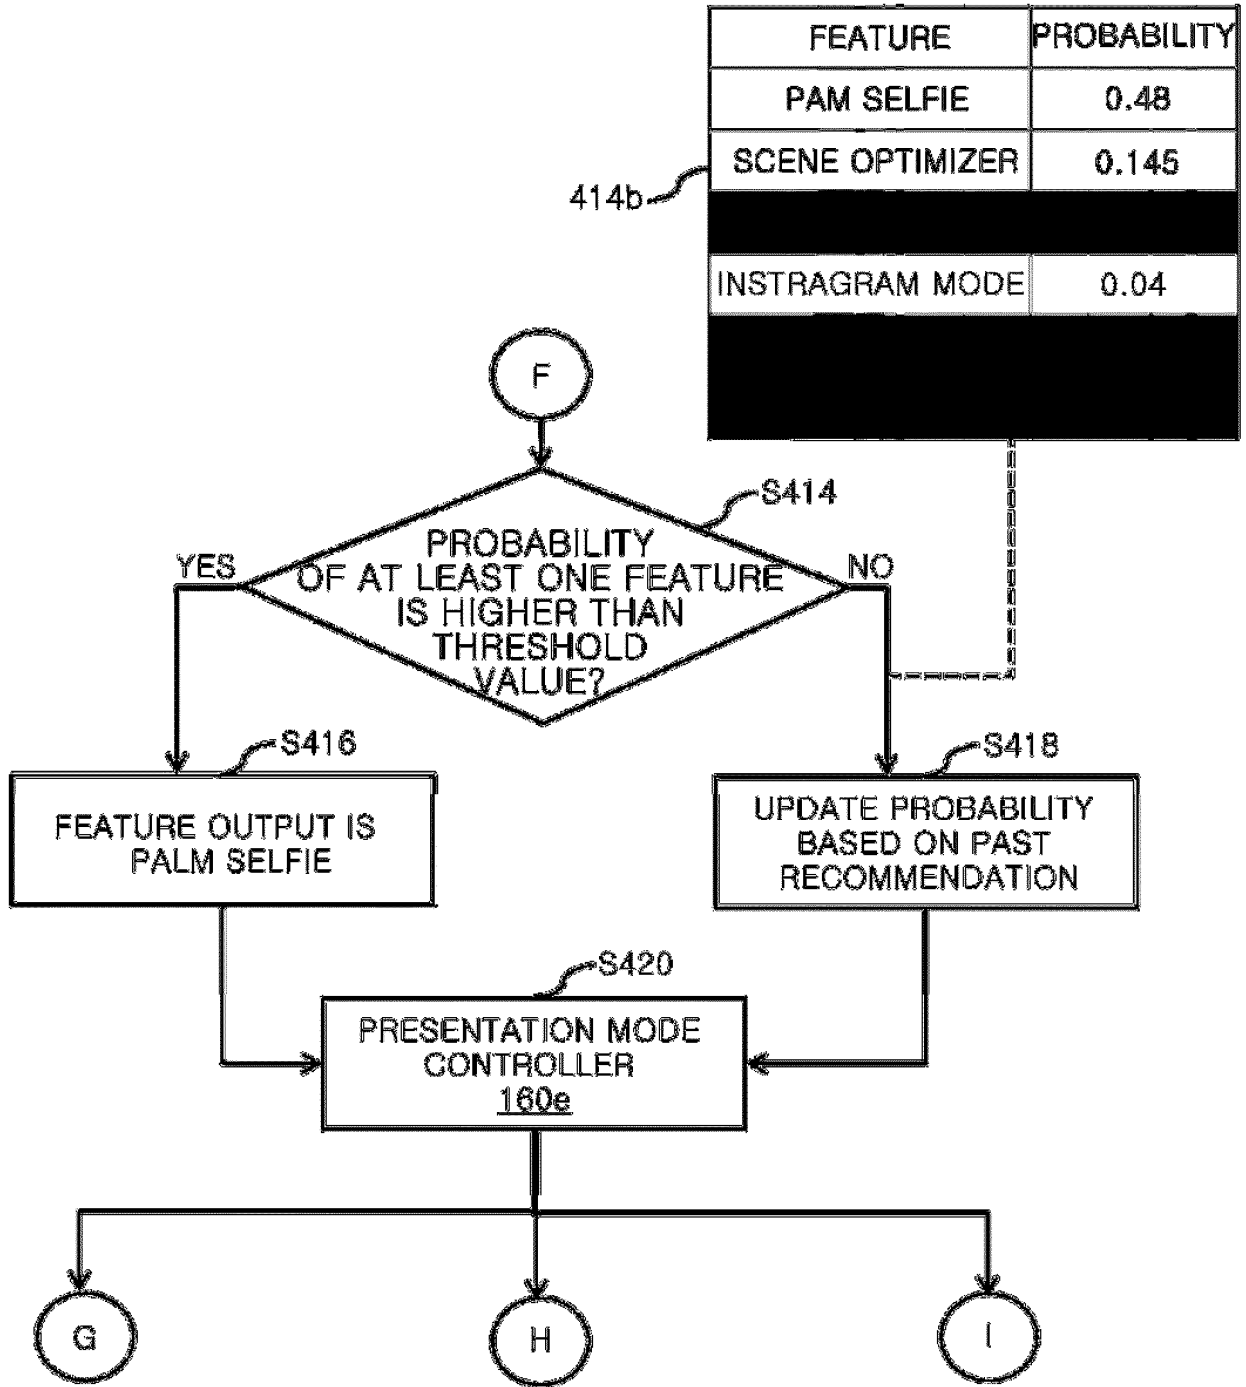 FEATURE PROBABILITY
PAM SELFIE 0.48
SCENE OPTIMIZER 0.145
414b
INSTRAGRAM MODE 0.04
F
S414
PROBABILITY
OF AT LEAST ONE FEATURE
IS HIGHER THAN
THRESHOLD
VALUE?
YES
NO
S416
FEATURE OUTPUT IS
PALM SELFIE
S418
UPDATE PROBABILITY
BASED ON PAST
RECOMMENDATION
S420
PRESENTATION MODE
CONTROLLER
160e
G
H
I